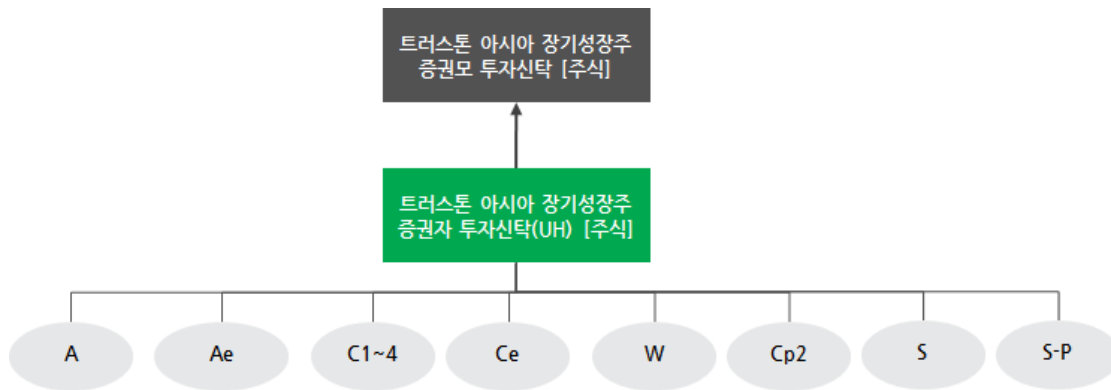 트러스톤 아시아 장기성장주
증권모 투자신탁 [주식]
트러스톤 아시아 장기성장주
증권자 투자신탁(UH) [주식]
A
Ae
C1~4
Ce
W
Cp2
S
S-P